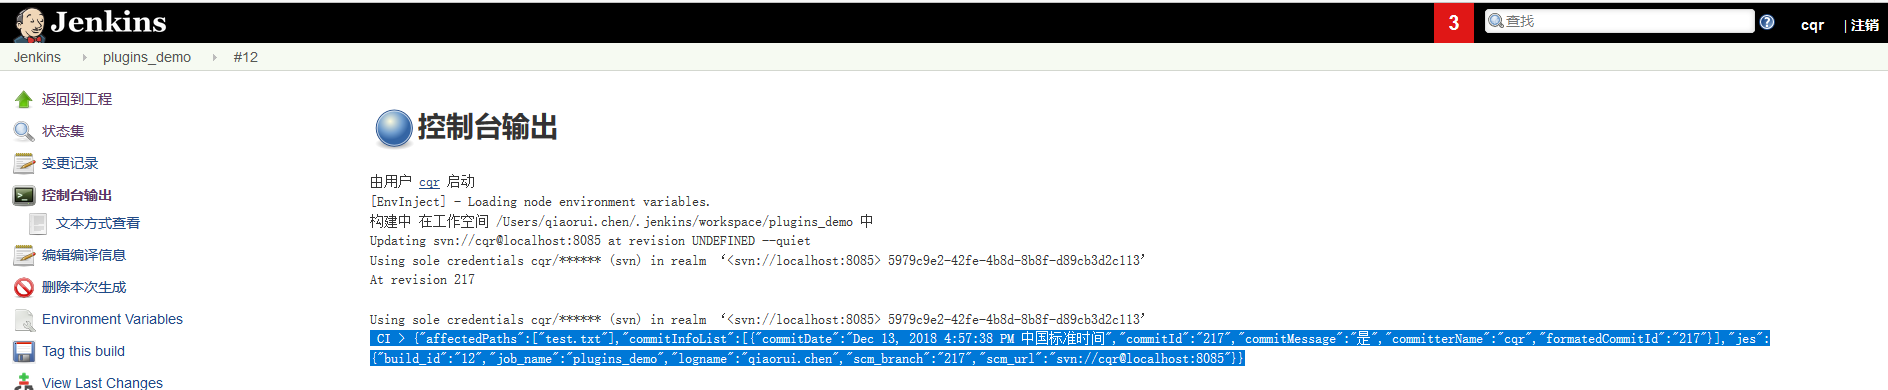 Jenkins
3
查找
cqr
| 注销
Jenkins
plugins_demo
#12
返回到工程
状态集
变更记录
控制台输出
文本方式查看
编辑编译信息
删除本次生成
Environment Variables
Tag this build
View Last Changes
控制台输出
由用户 cqr 启动
[EnvInject] - Loading node environment variables.
构建中 在工作空间 /Users/qiaorui.chen/.jenkins/workspace/plugins_demo 中
Updating svn://cqr@localhost:8085 at revision UNDEFINED --quiet
Using sole credentials cqr/****** (svn) in realm ‘<svn://localhost:8085> 5979c9e2-42fe-4b8d-8b8f-d89cb3d2c113’
At revision 217
Using sole credentials cqr/****** (svn) in realm ‘<svn://localhost:8085> 5979c9e2-42fe-4b8d-8b8f-d89cb3d2c113’
CI > {"affectedPaths":["test.txt"],"commitInfoList":[{"commitDate":"Dec 13, 2018 4:57:38 PM 中国标准时间","commitId":"217","commitMessage":"是","committerName":"cqr","formatedCommitId":"217"}],"jes":
{"build_id":"12","job_name":"plugins_demo","logname":"qiaorui.chen","scm_branch":"217","scm_url":"svn://cqr@localhost:8085"}}